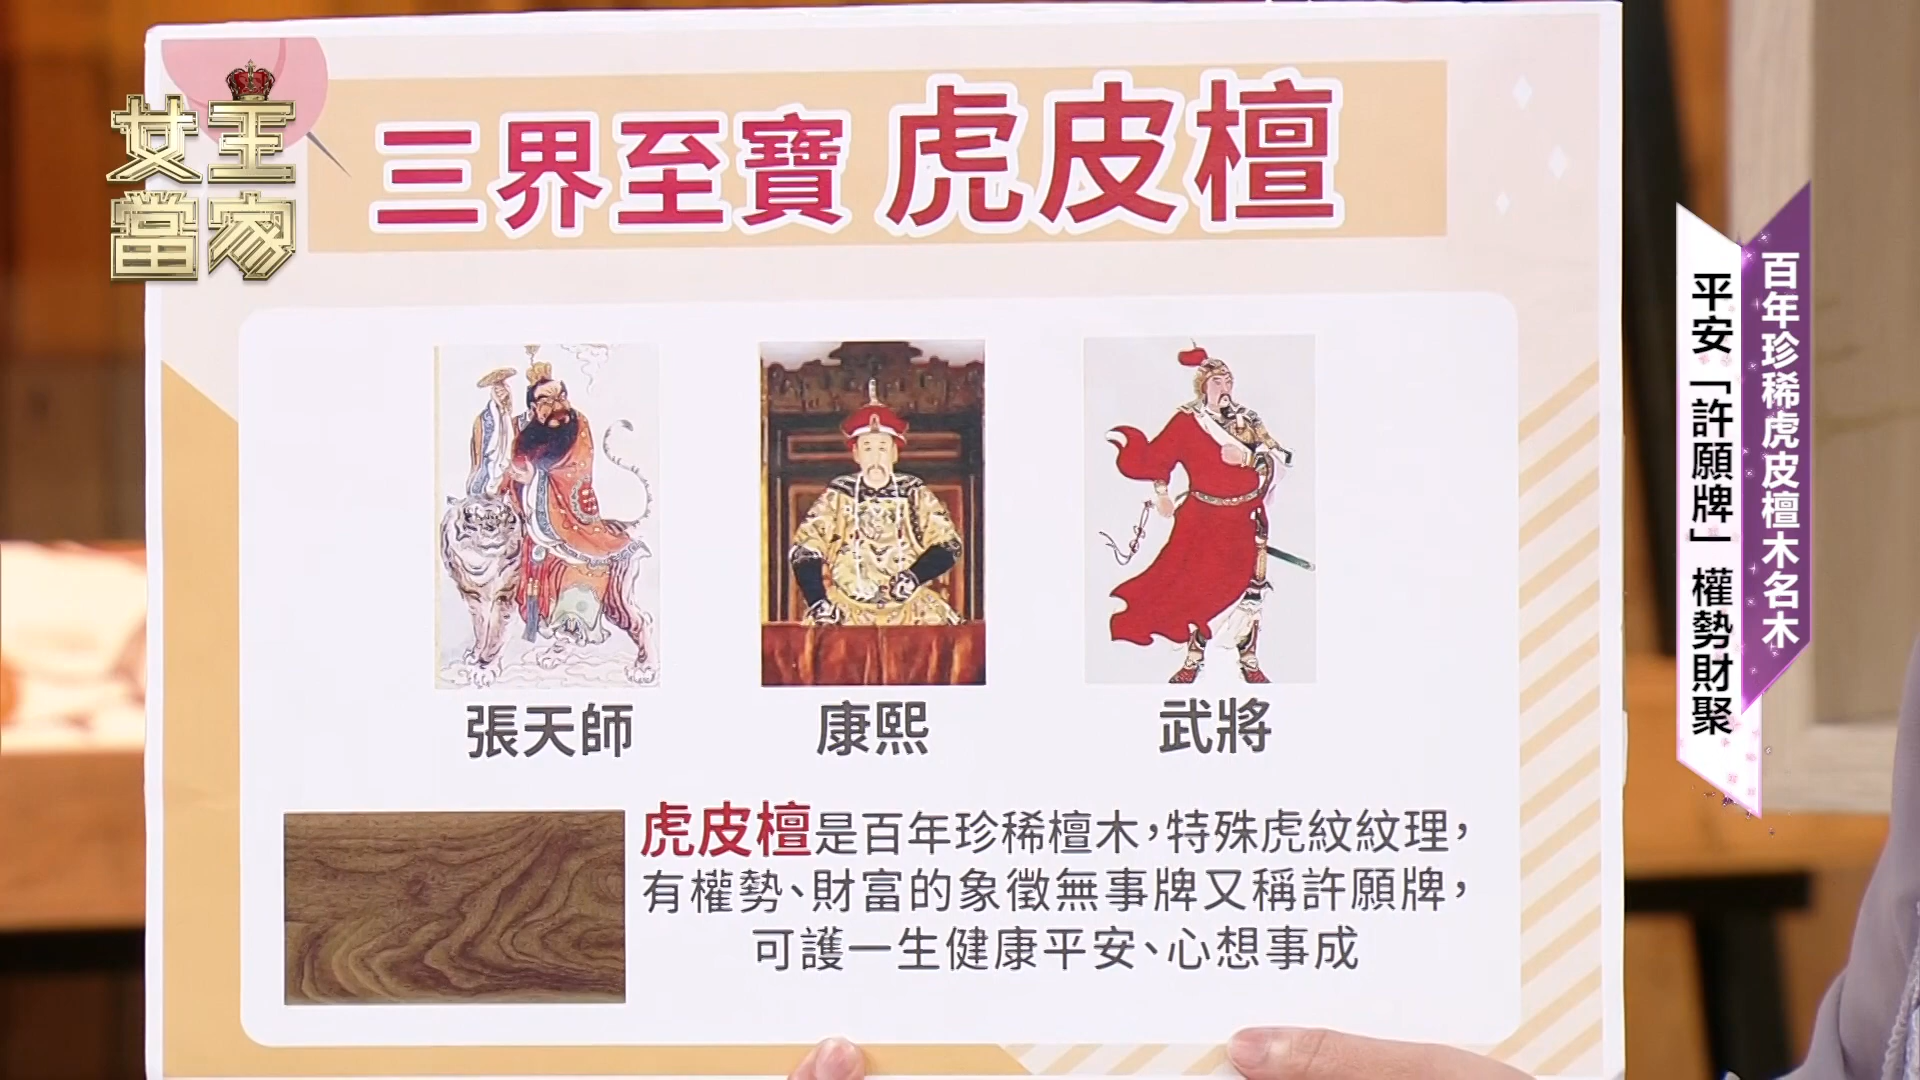 女王
當家
三界至寶 虎皮檀
張天師
康熙
武將
虎皮檀是百年珍稀檀木,特殊虎紋紋理,
有權勢、財富的象徵無事牌又稱許願牌,
可護一生健康平安、心想事成
百年珍稀虎皮檀木名木
平安「許願牌」權勢財聚